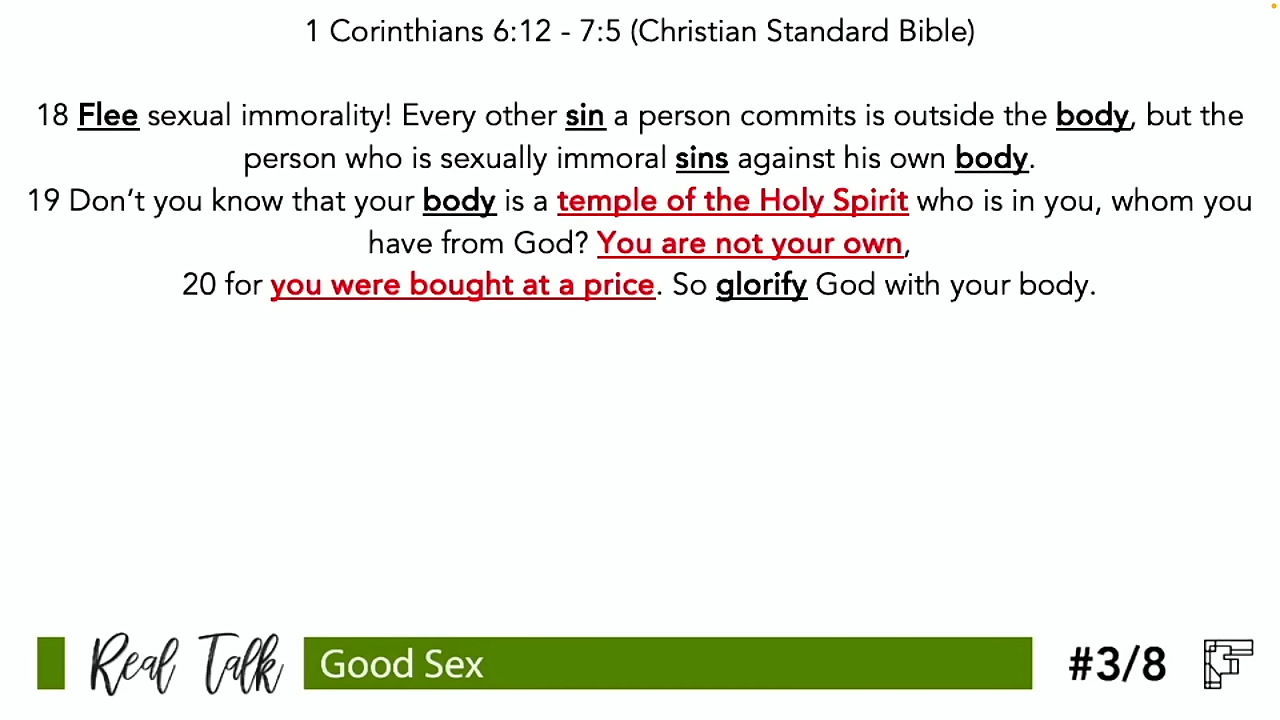 1 Corinthians 6:12 - 7:5 (Christian Standard Bible)
18 Flee sexual immorality! Every other sin a person commits is outside the body, but the
person who is sexually immoral sins against his own body.
19 Don’t you know that your body is a temple of the Holy Spirit who is in you, whom you
have from God? You are not your own,
20 for you were bought at a price. So glorify God with your body.
Real Talk
Good Sex
#3/8